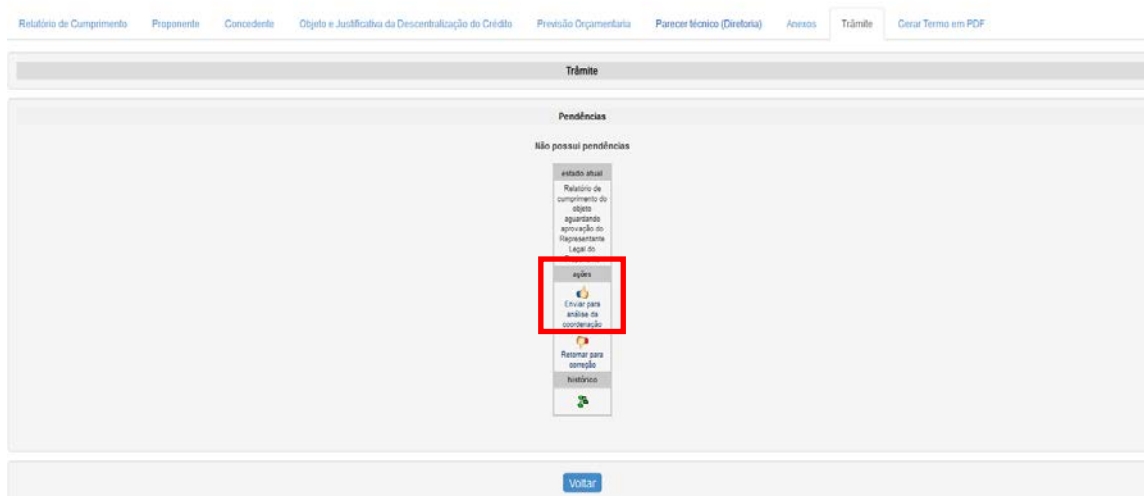 Relatório de Cumprimento Proponente Concedente Objeto e Justificativa da Descentralização do Crédito Previsão Orçamentaria Parecer técnico (Diretoria) Anexos Trâmite Gerar Termo em PDF
Trâmite
Pendências
Não possui pendências
estado atual
Relatório de
cumprimento do
objeto
aguardando
aprovação do
Representante
Legal do
ações
Enviar para
análise da
coordenação
Retornar para
correção
histórico
Voltar